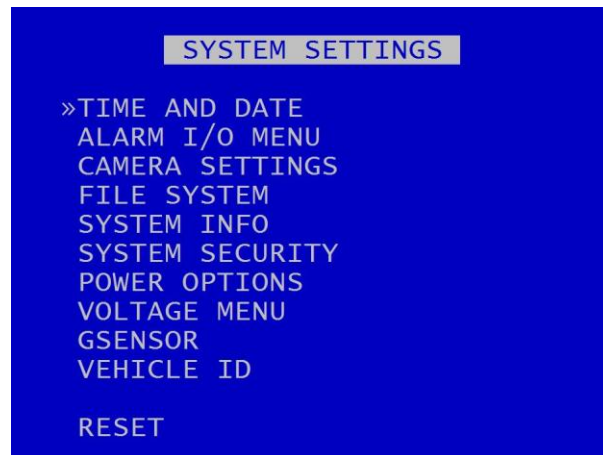 SYSTEM SETTINGS
»TIME AND DATE
ALARM I/O MENU
CAMERA SETTINGS
FILE SYSTEM
SYSTEM INFO
SYSTEM SECURITY
POWER OPTIONS
VOLTAGE MENU
GSENSOR
VEHICLE ID
RESET